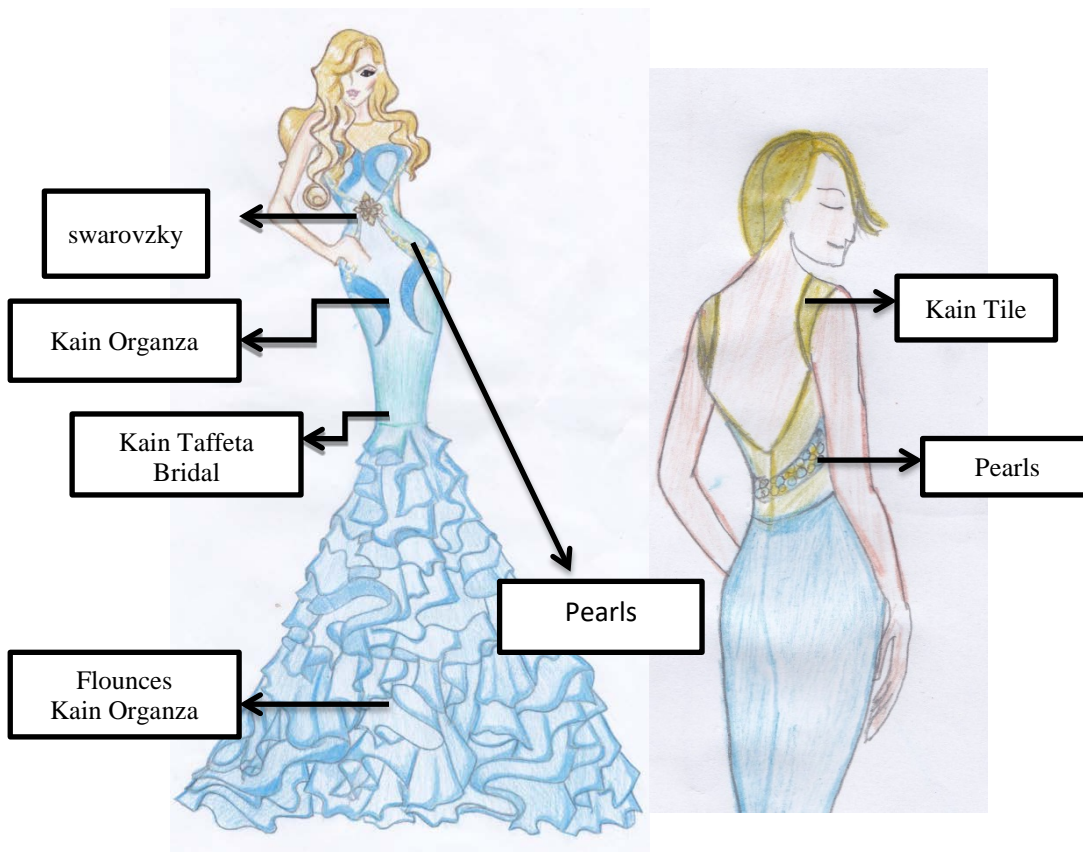 swarovzky
Kain Organza
Kain Taffeta
Bridal
Flounces
Kain Organza
Pearls
Kain Tile
Pearls